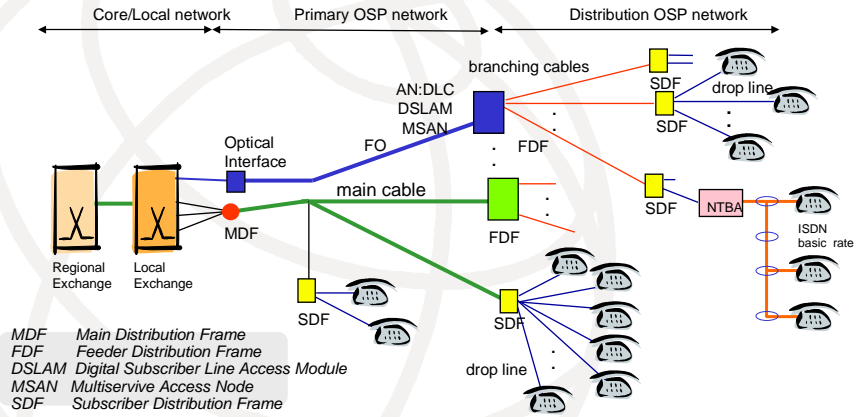 Core/Local network
Primary OSP network
Distribution OSP network
branching cables
AN:DLC
DSLAM
MSAN
SDF
drop line
SDF
Optical
Interface
FO
FDF
main cable
SDF
NTBA
ISDN
basic rate
MDF
FDF
Regional
Exchange
Local
Exchange
SDF
SDF
drop line
MDF Main Distribution Frame
FDF Feeder Distribution Frame
DSLAM Digital Subscriber Line Access Module
MSAN Multiservive Access Node
SDF Subscriber Distribution Frame